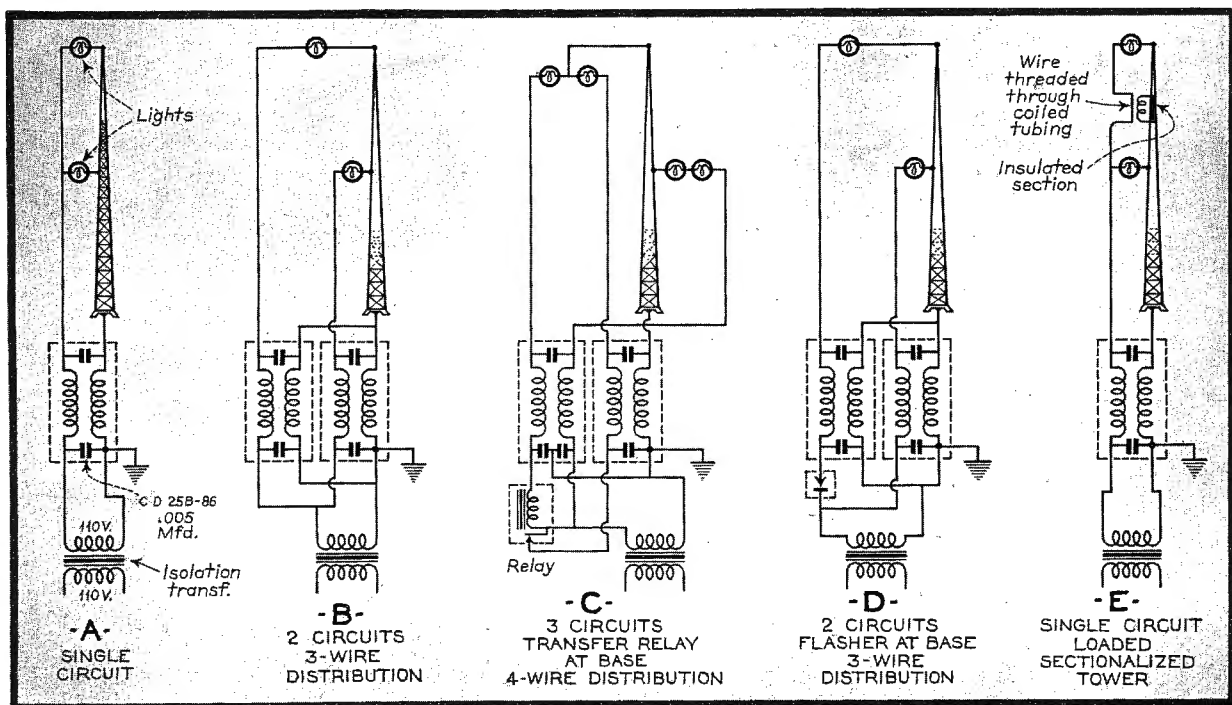 Lights
C D 25B-86
.005
Mfd.
110V.
Isolation
transf.
110V.
-A-
SINGLE
CIRCUIT
-B-
2 CIRCUITS
3-WIRE
DISTRIBUTION
Relay
-C-
3 CIRCUITS
TRANSFER RELAY
AT BASE
4-WIRE DISTRIBUTION
-D-
2 CIRCUITS
FLASHER AT BASE
3-WIRE
DISTRIBUTION
Wire
threaded
through
coiled
tubing
Insulated
section
-E-
SINGLE CIRCUIT
LOADED
SECTIONALIZED
TOWER